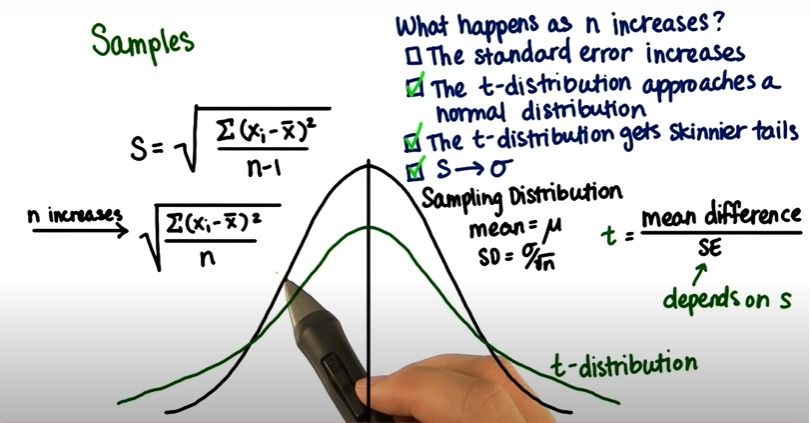 Samples
What happens as n increases?
☐ The standard error increases
☑ The t-distribution approaches a
normal distribution
☑ The t-distribution gets skinnier tails
☑ S → σ
S = √(Σ(xᵢ - x̄)² / n-1)
n increases → √(Σ(xᵢ - x̄)² / n)
Sampling Distribution
mean = μ
SD = σ/√n
t = mean difference / SE
depends on s
t-distribution